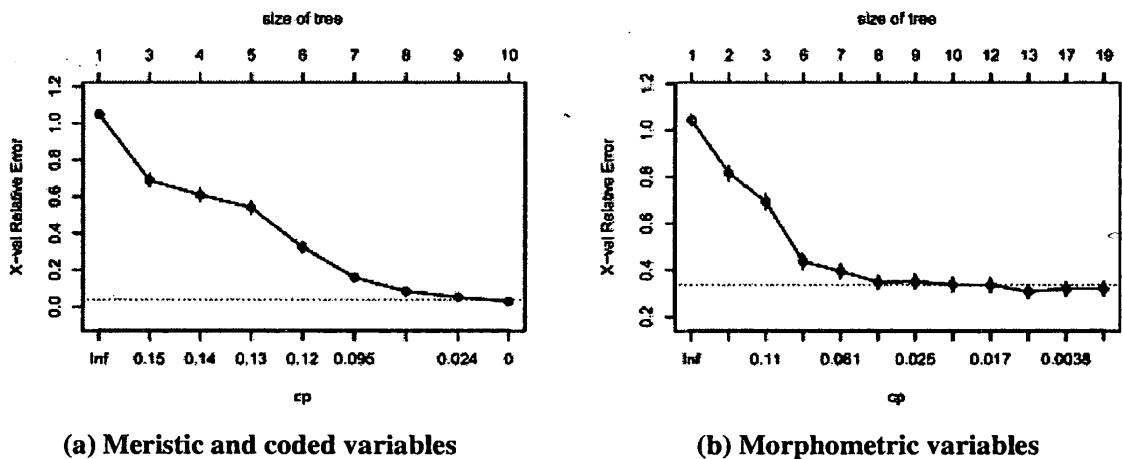 size of tree
1 3 4 5 6 7 8 9 10
X-val Relative Error
0.0 0.2 0.4 0.6 0.8 1.0 1.2
Inf 0.15 0.14 0.13 0.12 0.095 0.024 0
cp
(a) Meristic and coded variables
size of tree
1 2 3 6 7 8 9 10 12 13 17 19
X-val Relative Error
0.2 0.4 0.6 0.8 1.0 1.2
Inf 0.11 0.061 0.025 0.017 0.0038
cp
(b) Morphometric variables